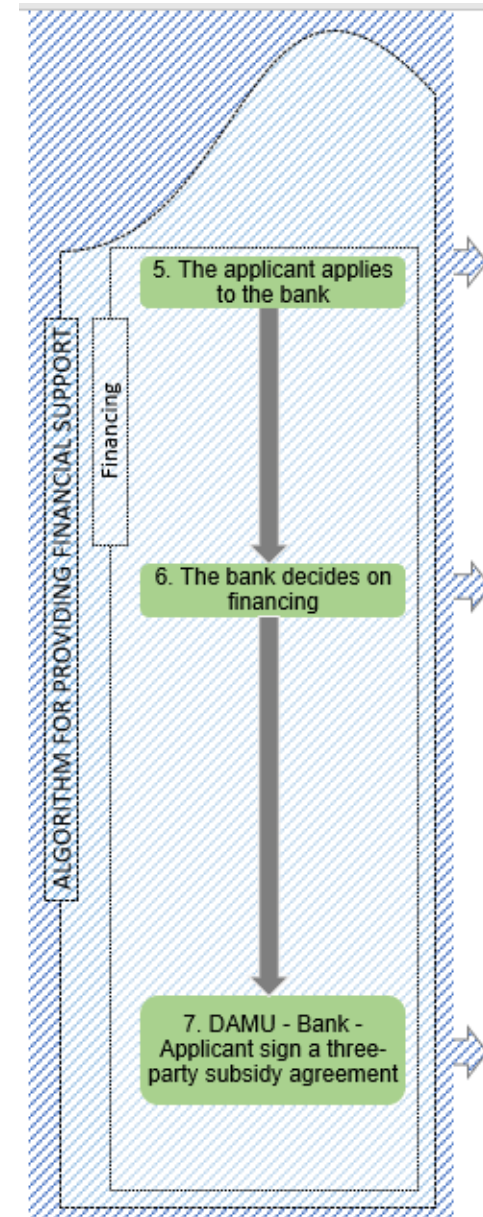 ALGORITHM FOR PROVIDING FINANCIAL SUPPORT
Financing
5. The applicant applies
to the bank
6. The bank decides on
financing
7. DAMU - Bank -
Applicant sign a three-
party subsidy agreement